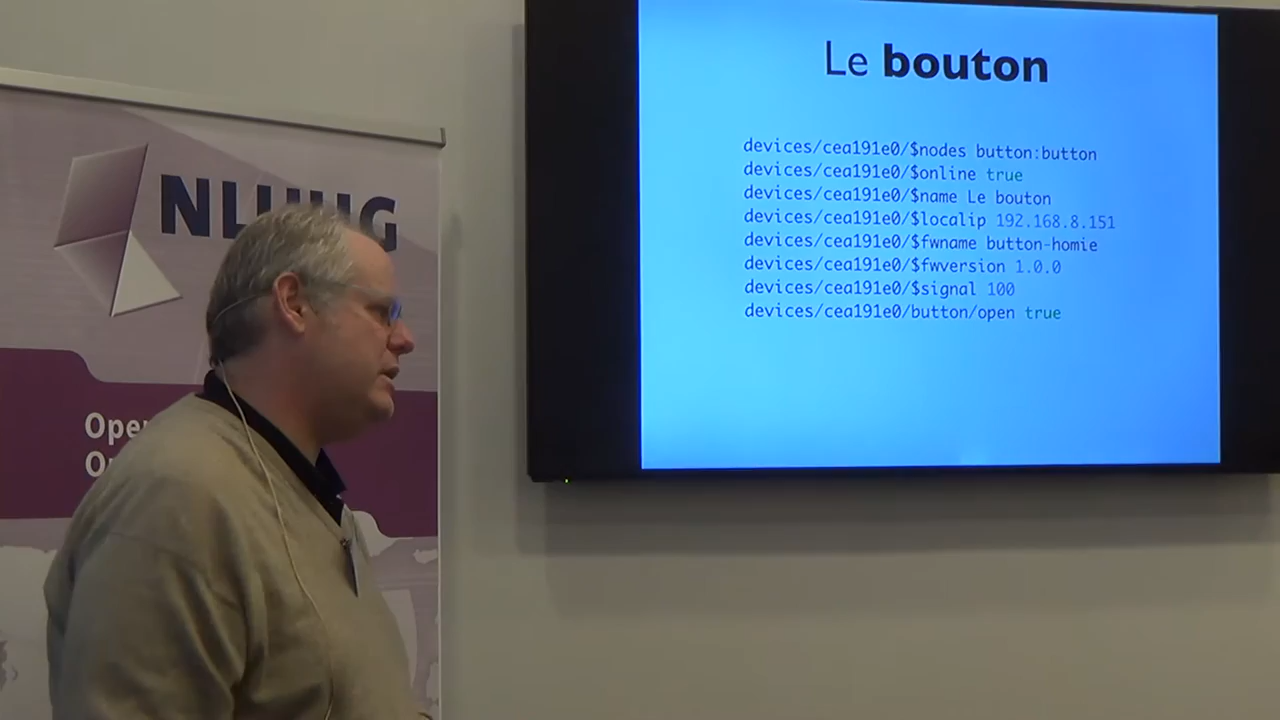 Le bouton
devices/cea191e0/$nodes button:button
devices/cea191e0/$online true
devices/cea191e0/$name Le bouton
devices/cea191e0/$localip 192.168.8.151
devices/cea191e0/$fwname button-homie
devices/cea191e0/$fwversion 1.0.0
devices/cea191e0/$signal 100
devices/cea191e0/button/open true
NLUUG